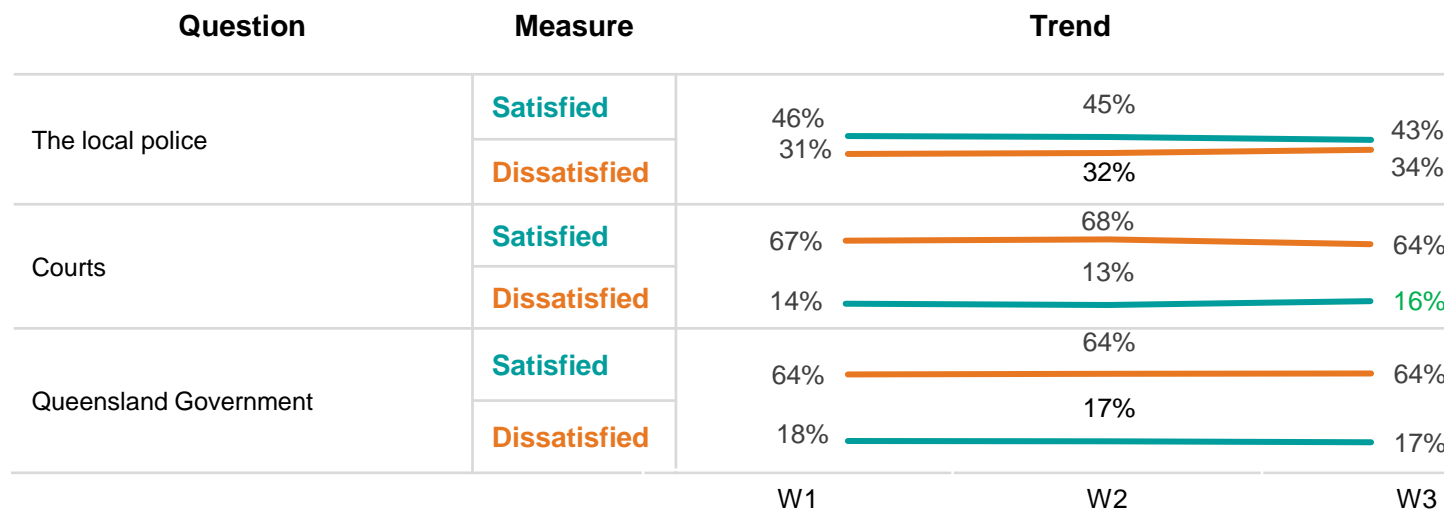 Question Measure Trend
The local police
Satisfied
Dissatisfied
46% 45% 43%
31% 32% 34%
Courts
Satisfied
Dissatisfied
67% 68% 64%
14% 13% 16%
Queensland Government
Satisfied
Dissatisfied
64% 64% 64%
18% 17% 17%
W1 W2 W3